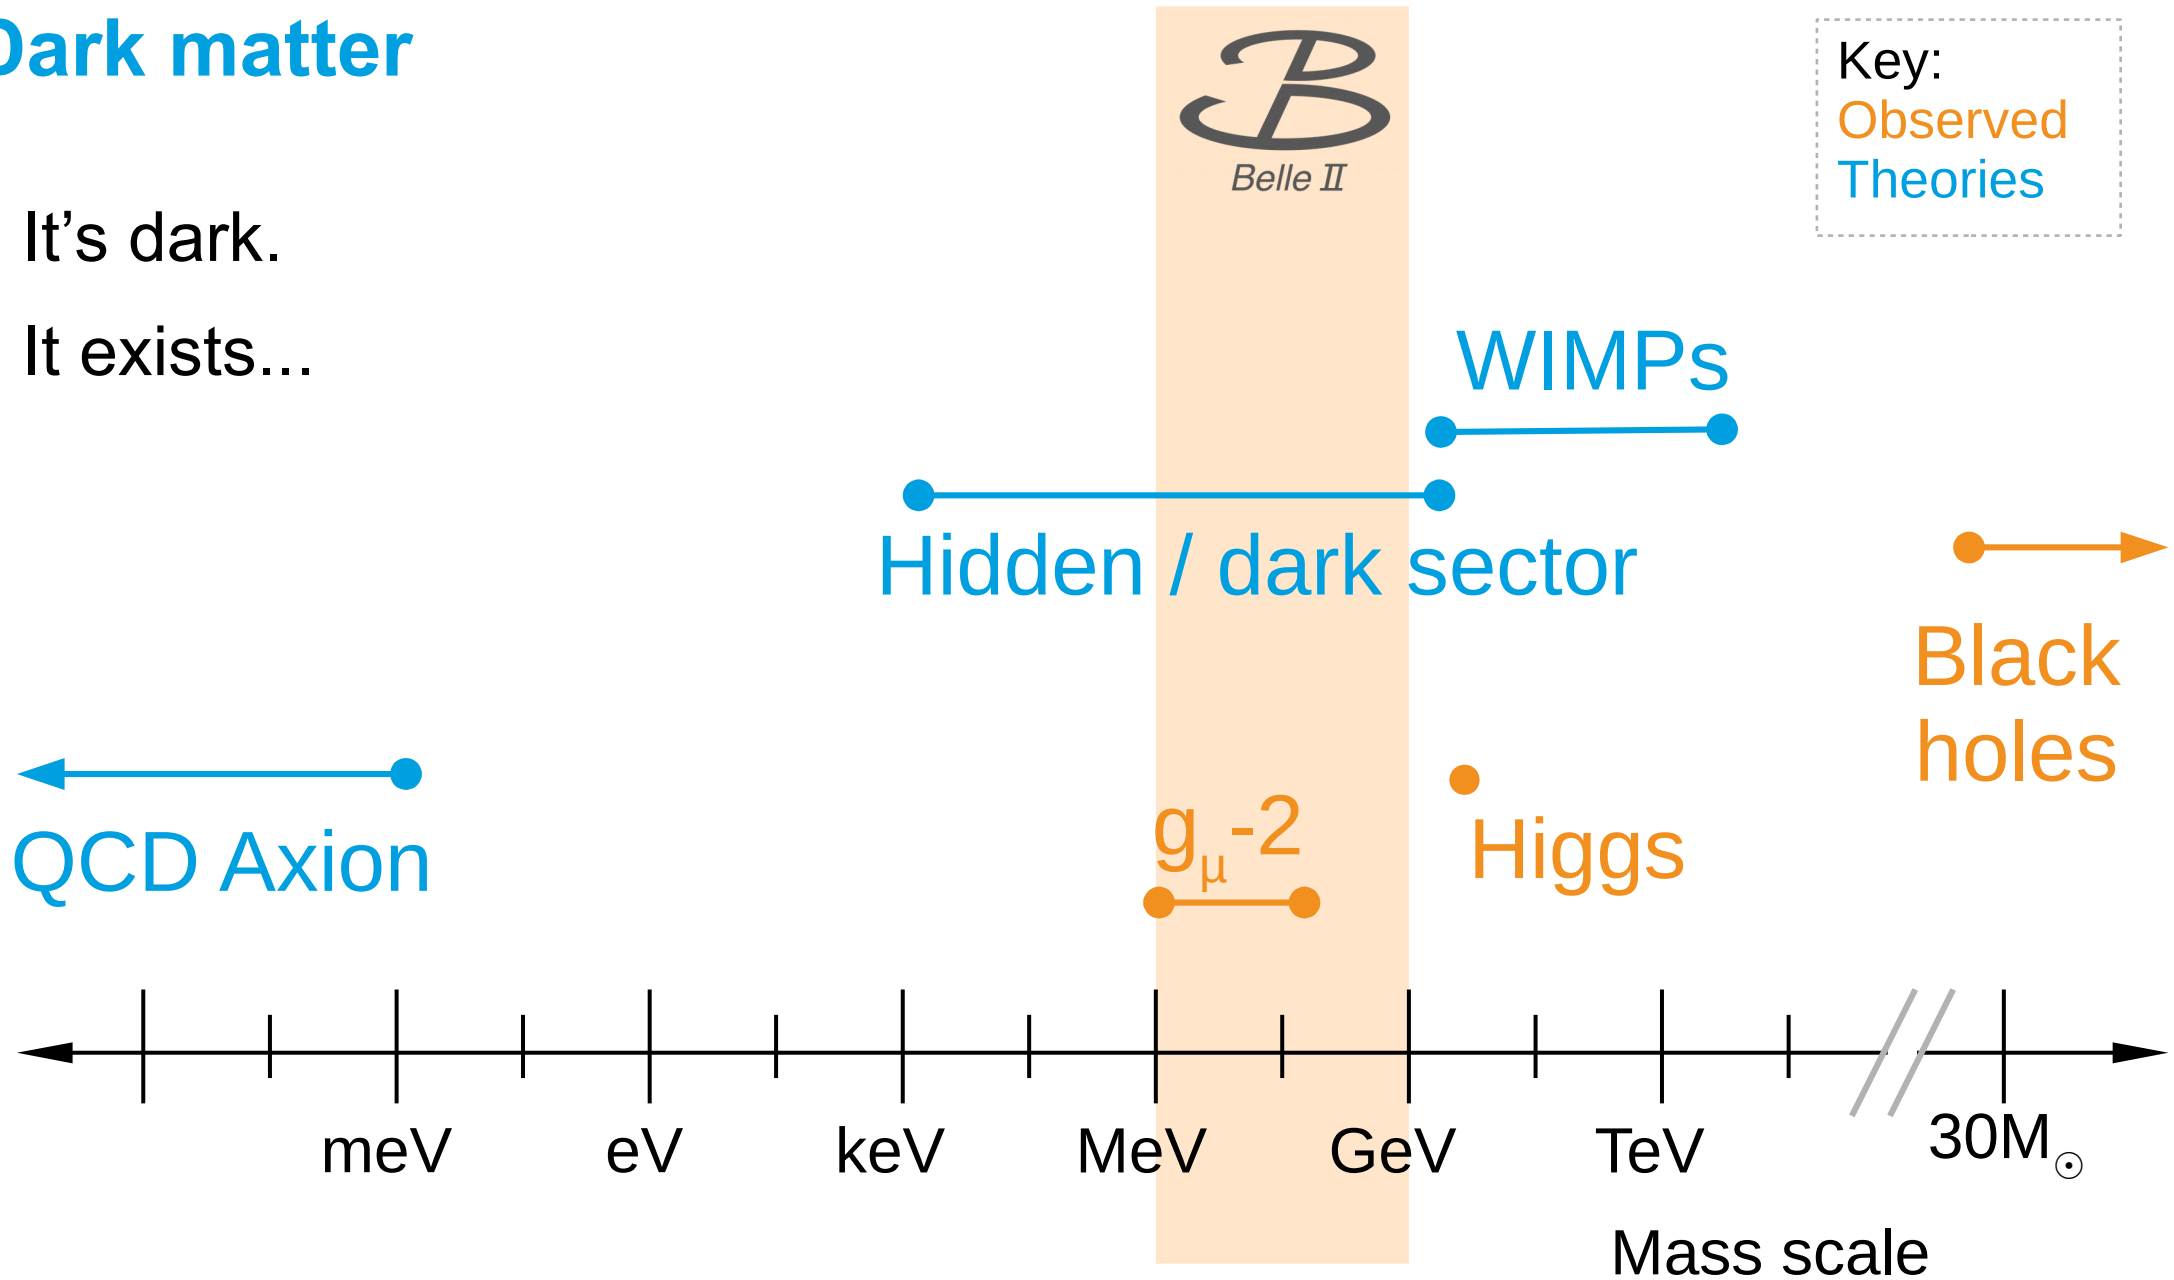 Dark matter
Belle II
Key:
Observed
Theories
It’s dark.
It exists...
WIMPs
Hidden / dark sector
Black
holes
QCD Axion
gμ-2
Higgs
meV eV keV MeV GeV TeV 30M☉
Mass scale